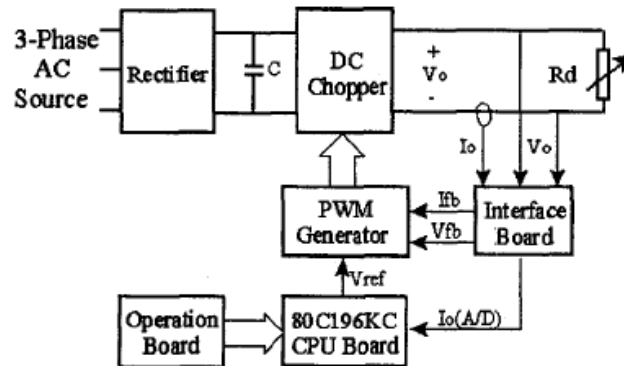 3-Phase
AC
Source
Rectifier
C
DC
Chopper
+
Vo
-
Rd
Io
Vo
PWM
Generator
Ifb
Vfb
Interface
Board
Vref
Operation
Board
80C196KC
CPU Board
Io(A/D)